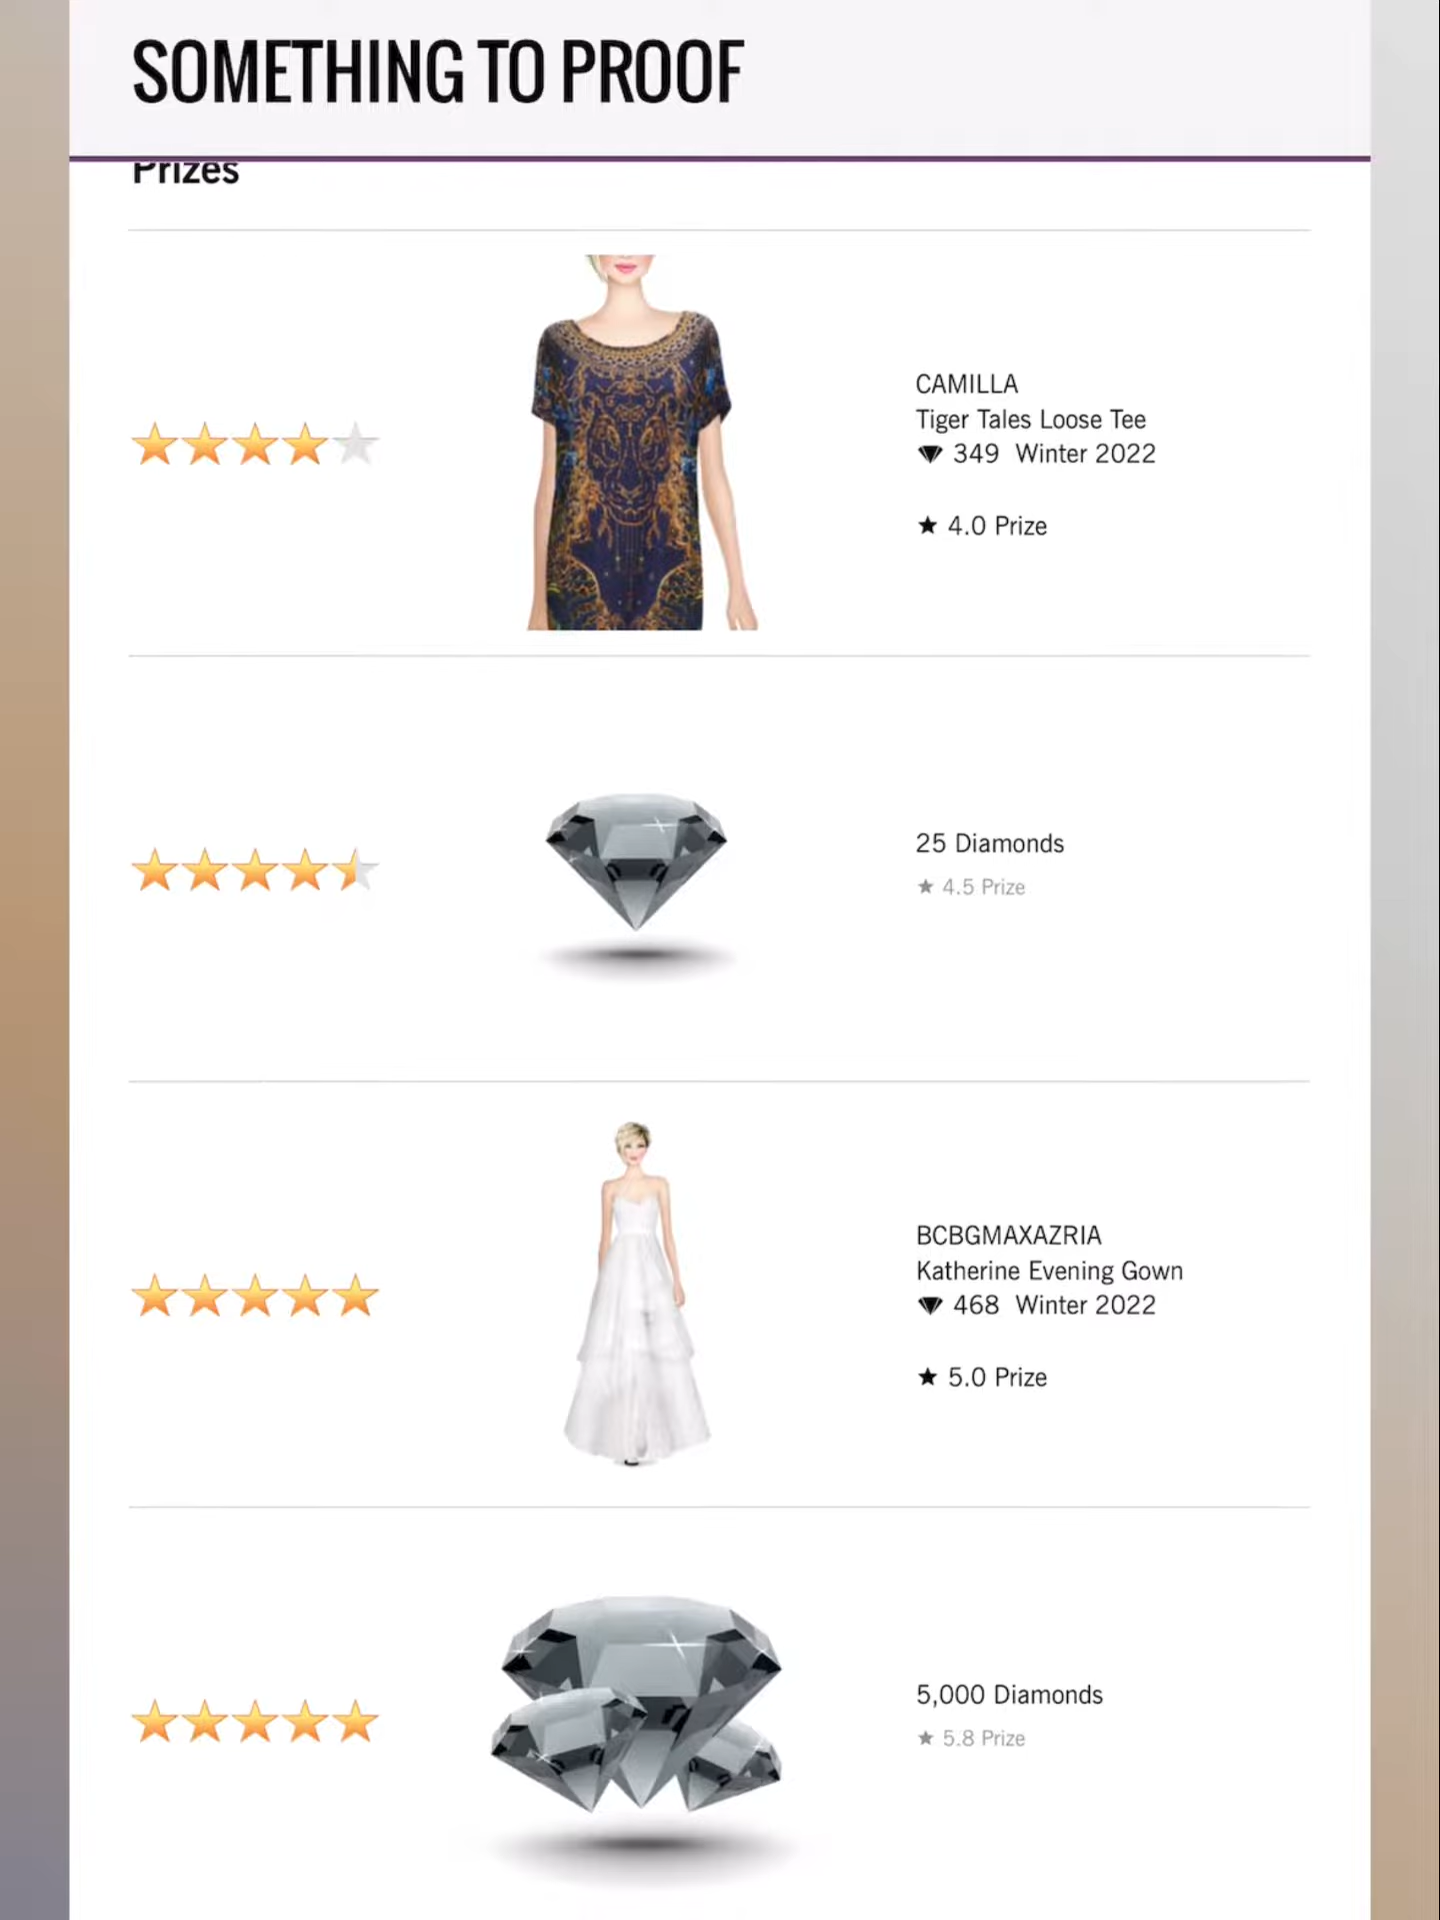 SOMETHING TO PROOF
Prizes
CAMILLA
Tiger Tales Loose Tee
349 Winter 2022
4.0 Prize
25 Diamonds
4.5 Prize
BCBGMAXAZRIA
Katherine Evening Gown
468 Winter 2022
5.0 Prize
5,000 Diamonds
5.8 Prize